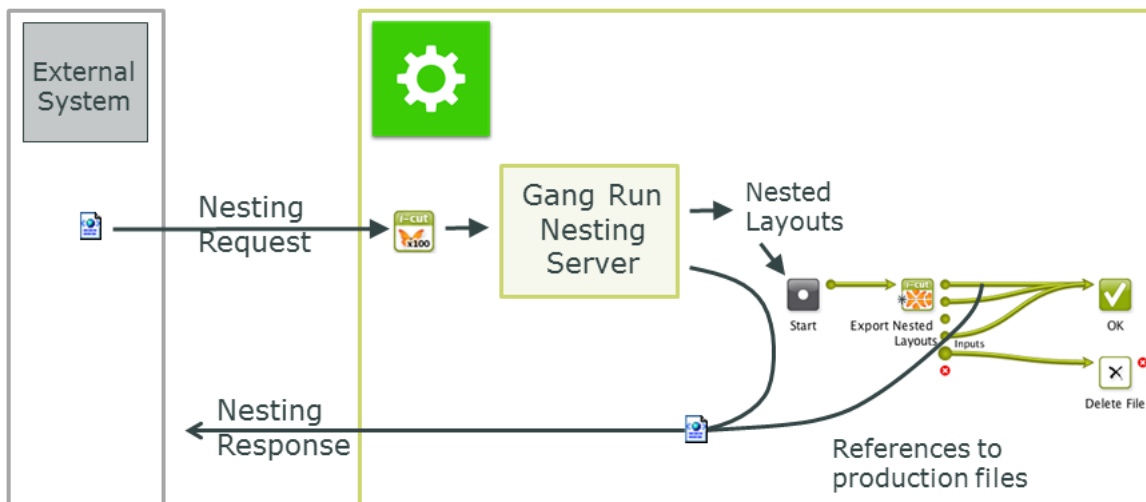 External
System
Nesting
Request
i-cut
x100
Gang Run
Nesting
Server
Nested
Layouts
Start
i-cut
Export Nested
Layouts
Inputs
OK
Delete File
Nesting
Response
References to
production files